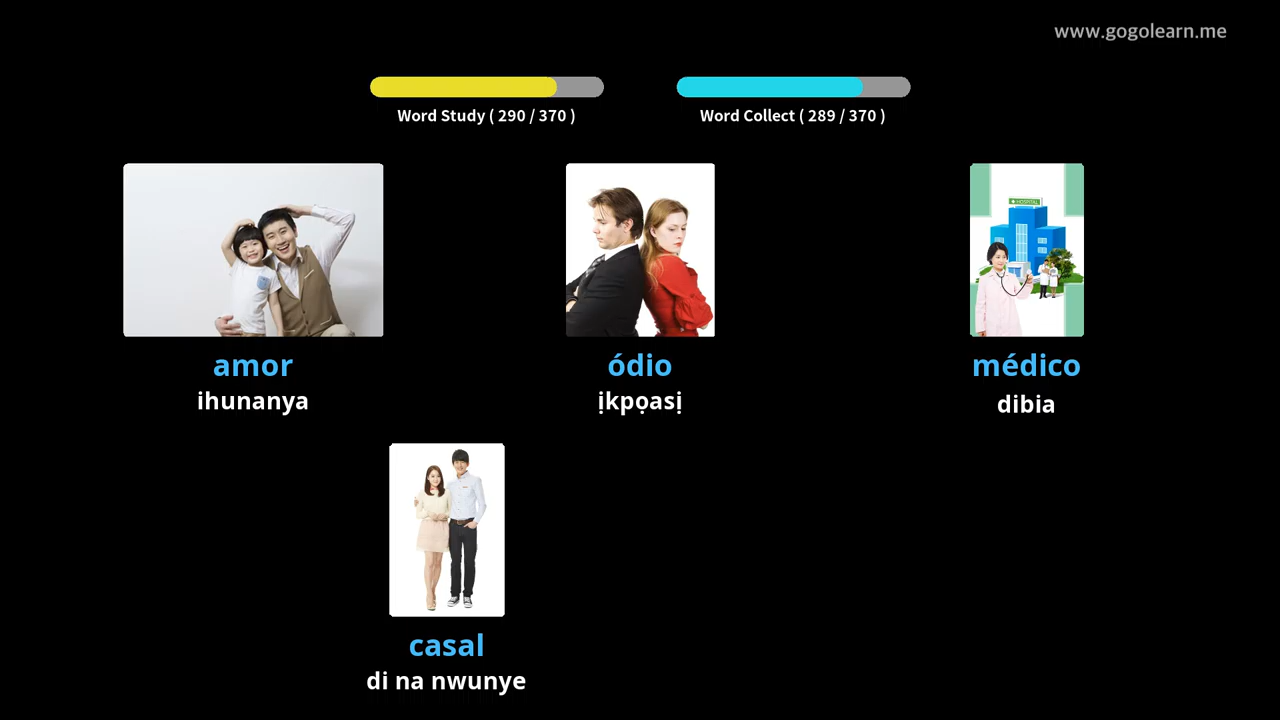 www.gogolearn.me
Word Study ( 290 / 370 )
Word Collect ( 289 / 370 )
HOSPITAL
amor
ihunanya
ódio
ịkpọasị
médico
dibia
casal
di na nwunye